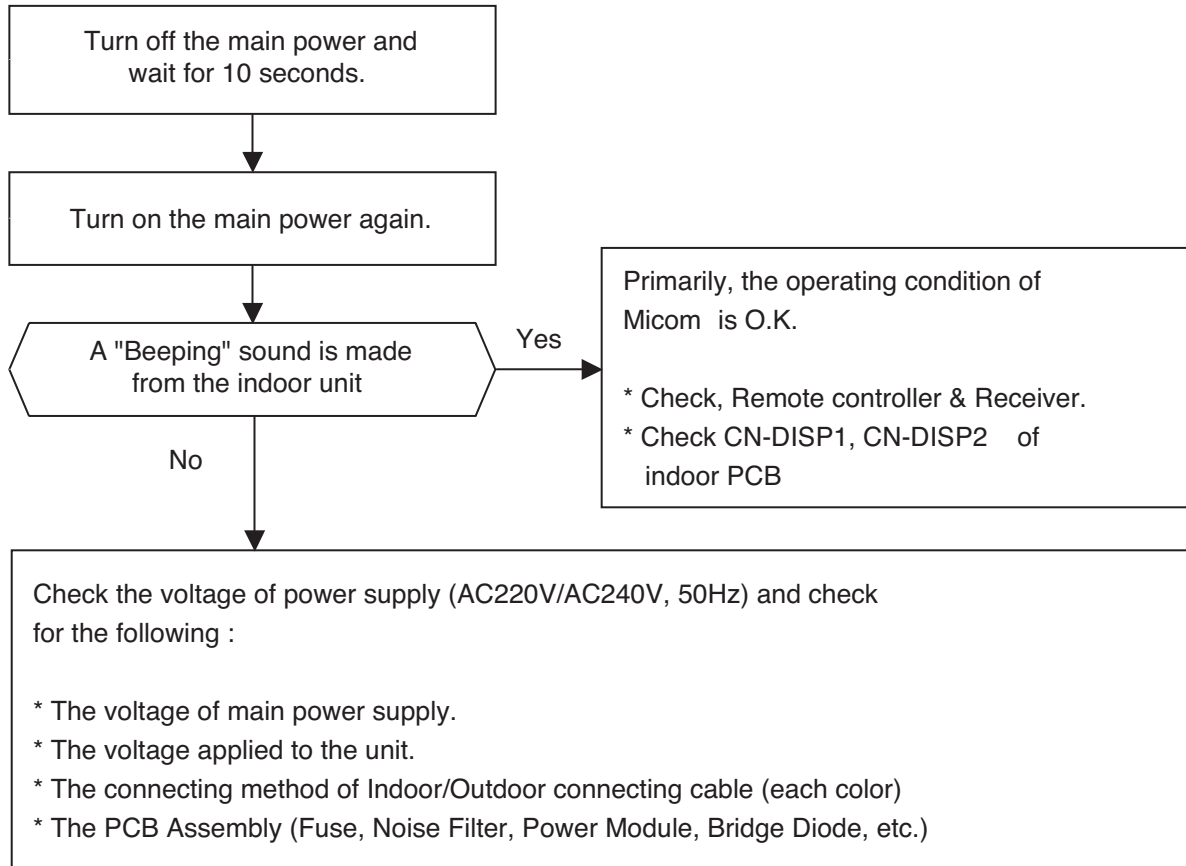 Turn off the main power and
wait for 10 seconds.
Turn on the main power again.
A "Beeping" sound is made
from the indoor unit
Yes
Primarily, the operating condition of
Micom is O.K.
* Check, Remote controller & Receiver.
* Check CN-DISP1, CN-DISP2 of
indoor PCB
No
Check the voltage of power supply (AC220V/AC240V, 50Hz) and check
for the following :
* The voltage of main power supply.
* The voltage applied to the unit.
* The connecting method of Indoor/Outdoor connecting cable (each color)
* The PCB Assembly (Fuse, Noise Filter, Power Module, Bridge Diode, etc.)